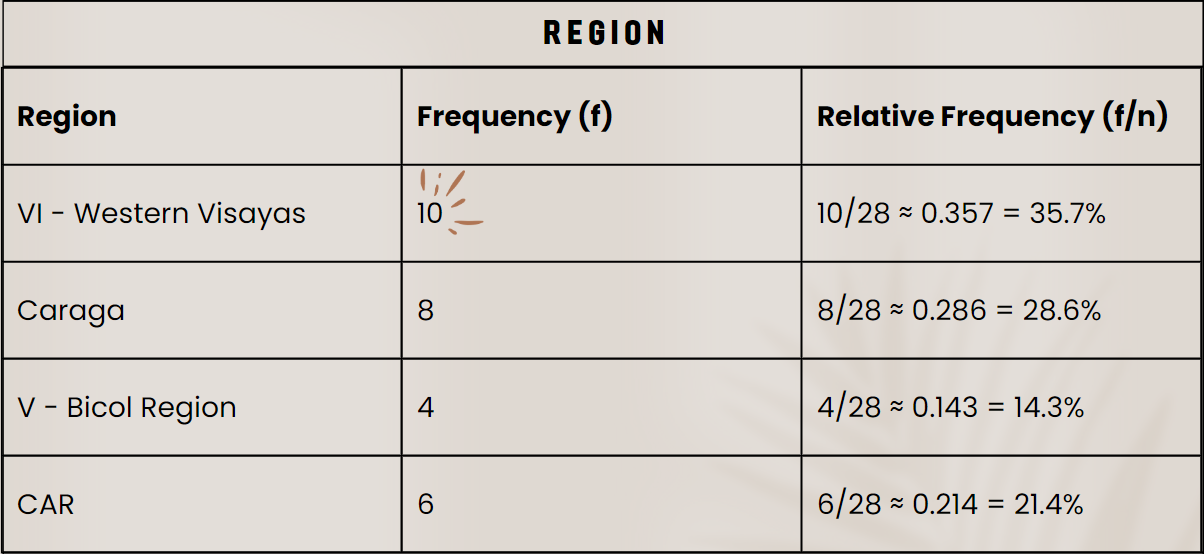 REGION
Region Frequency (f) Relative Frequency (f/n)
VI - Western Visayas 10 10/28 ≈ 0.357 = 35.7%
Caraga 8 8/28 ≈ 0.286 = 28.6%
V - Bicol Region 4 4/28 ≈ 0.143 = 14.3%
CAR 6 6/28 ≈ 0.214 = 21.4%